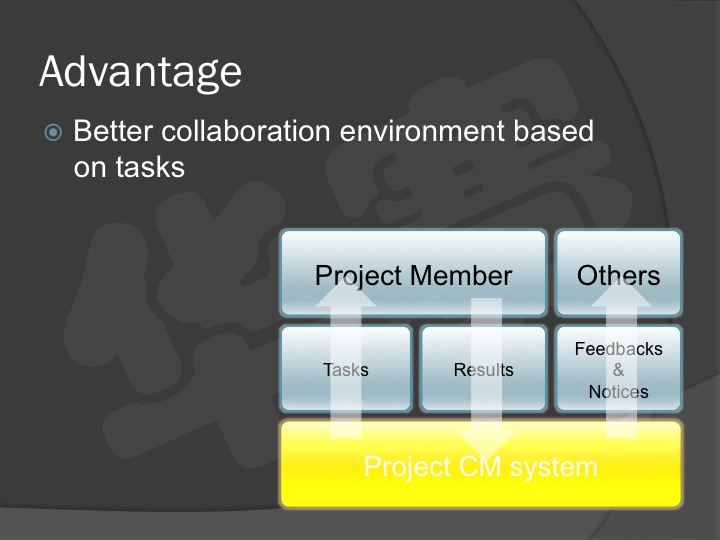 Advantage
Better collaboration environment based
on tasks
Project Member
Others
Tasks
Results
Feedbacks
&
Notices
Project CM system